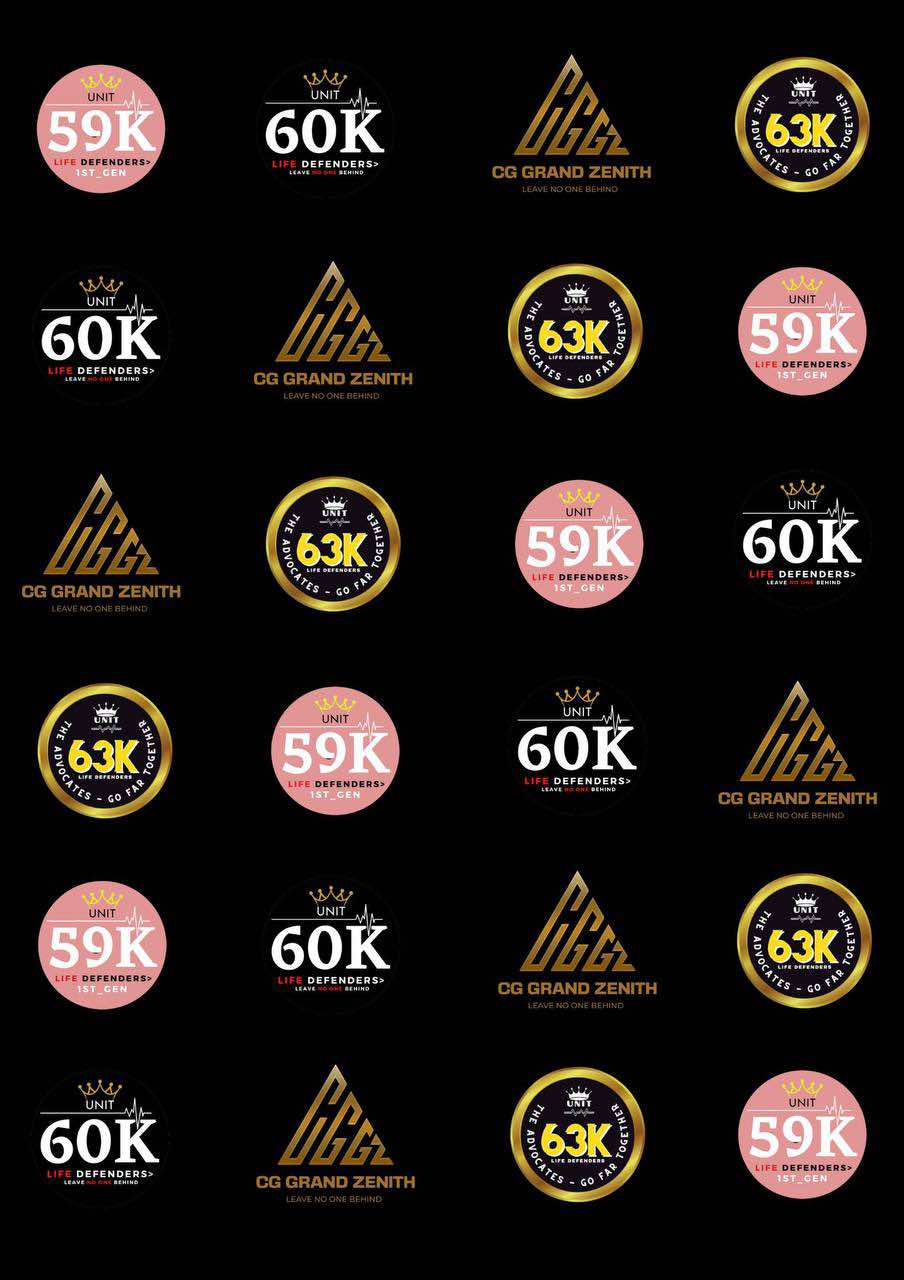 UNIT
59K
LIFE DEFENDERS>
1ST_GEN
UNIT
60K
LIFE DEFENDERS>
LEAVE NO ONE BEHIND
CG GRAND ZENITH
LEAVE NO ONE BEHIND
UNIT
63K
LIFE DEFENDERS
THE ADVOCATES - GO FAR TOGETHER
UNIT
60K
LIFE DEFENDERS>
LEAVE NO ONE BEHIND
CG GRAND ZENITH
LEAVE NO ONE BEHIND
UNIT
63K
LIFE DEFENDERS
THE ADVOCATES - GO FAR TOGETHER
UNIT
59K
LIFE DEFENDERS>
1ST_GEN
CG GRAND ZENITH
LEAVE NO ONE BEHIND
UNIT
63K
LIFE DEFENDERS
THE ADVOCATES - GO FAR TOGETHER
UNIT
59K
LIFE DEFENDERS>
1ST_GEN
UNIT
60K
LIFE DEFENDERS>
LEAVE NO ONE BEHIND
UNIT
63K
LIFE DEFENDERS
THE ADVOCATES - GO FAR TOGETHER
UNIT
59K
LIFE DEFENDERS>
1ST_GEN
UNIT
60K
LIFE DEFENDERS>
LEAVE NO ONE BEHIND
CG GRAND ZENITH
LEAVE NO ONE BEHIND
UNIT
59K
LIFE DEFENDERS>
1ST_GEN
UNIT
60K
LIFE DEFENDERS>
LEAVE NO ONE BEHIND
CG GRAND ZENITH
LEAVE NO ONE BEHIND
UNIT
63K
LIFE DEFENDERS
THE ADVOCATES - GO FAR TOGETHER
UNIT
60K
LIFE DEFENDERS>
LEAVE NO ONE BEHIND
CG GRAND ZENITH
LEAVE NO ONE BEHIND
UNIT
63K
LIFE DEFENDERS
THE ADVOCATES - GO FAR TOGETHER
UNIT
59K
LIFE DEFENDERS>
1ST_GEN